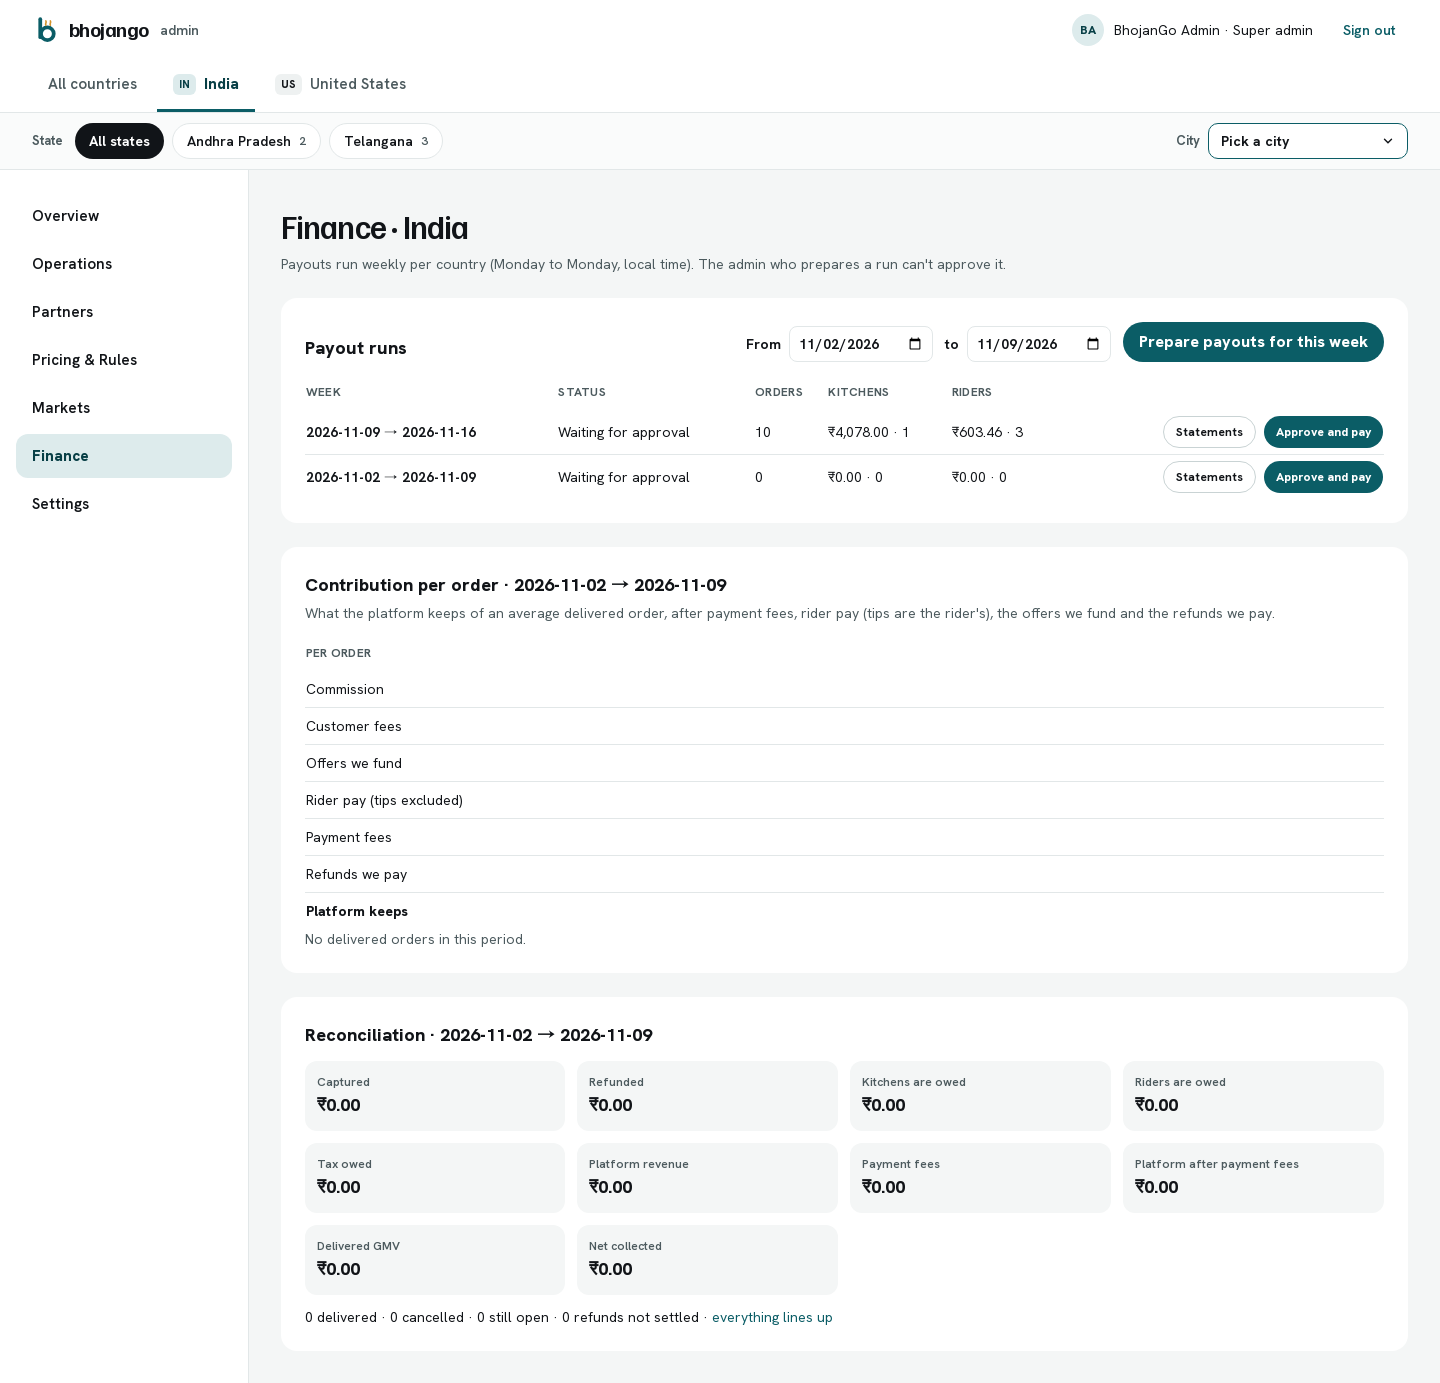 bhojango admin
BA BhojanGo Admin · Super admin Sign out
All countries IN India US United States
State All states Andhra Pradesh 2 Telangana 3 City Pick a city
Overview
Operations
Partners
Pricing & Rules
Markets
Finance
Settings
Finance · India
Payouts run weekly per country (Monday to Monday, local time). The admin who prepares a run can't approve it.
Payout runs From 11/02/2026 to 11/09/2026 Prepare payouts for this week
WEEK STATUS ORDERS KITCHENS RIDERS
2026-11-09 → 2026-11-16 Waiting for approval 10 ₹4,078.00 · 1 ₹603.46 · 3 Statements Approve and pay
2026-11-02 → 2026-11-09 Waiting for approval 0 ₹0.00 · 0 ₹0.00 · 0 Statements Approve and pay
Contribution per order · 2026-11-02 → 2026-11-09
What the platform keeps of an average delivered order, after payment fees, rider pay (tips are the rider's), the offers we fund and the refunds we pay.
PER ORDER
Commission
Customer fees
Offers we fund
Rider pay (tips excluded)
Payment fees
Refunds we pay
Platform keeps
No delivered orders in this period.
Reconciliation · 2026-11-02 → 2026-11-09
Captured Refunded Kitchens are owed Riders are owed
₹0.00 ₹0.00 ₹0.00 ₹0.00
Tax owed Platform revenue Payment fees Platform after payment fees
₹0.00 ₹0.00 ₹0.00 ₹0.00
Delivered GMV Net collected
₹0.00 ₹0.00
0 delivered · 0 cancelled · 0 still open · 0 refunds not settled · everything lines up